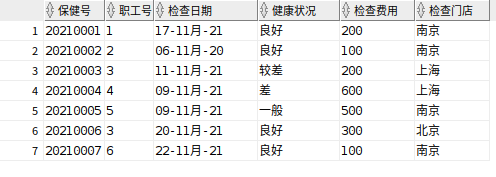 保健号 职工号 检查日期 健康状况 检查费用 检查门店
1 20210001 1 17-11月-21 良好 200 南京
2 20210002 2 06-11月-20 良好 100 南京
3 20210003 3 11-11月-21 较差 200 上海
4 20210004 4 09-11月-21 差 600 上海
5 20210005 5 09-11月-21 一般 500 南京
6 20210006 3 20-11月-21 良好 300 北京
7 20210007 6 22-11月-21 良好 100 南京